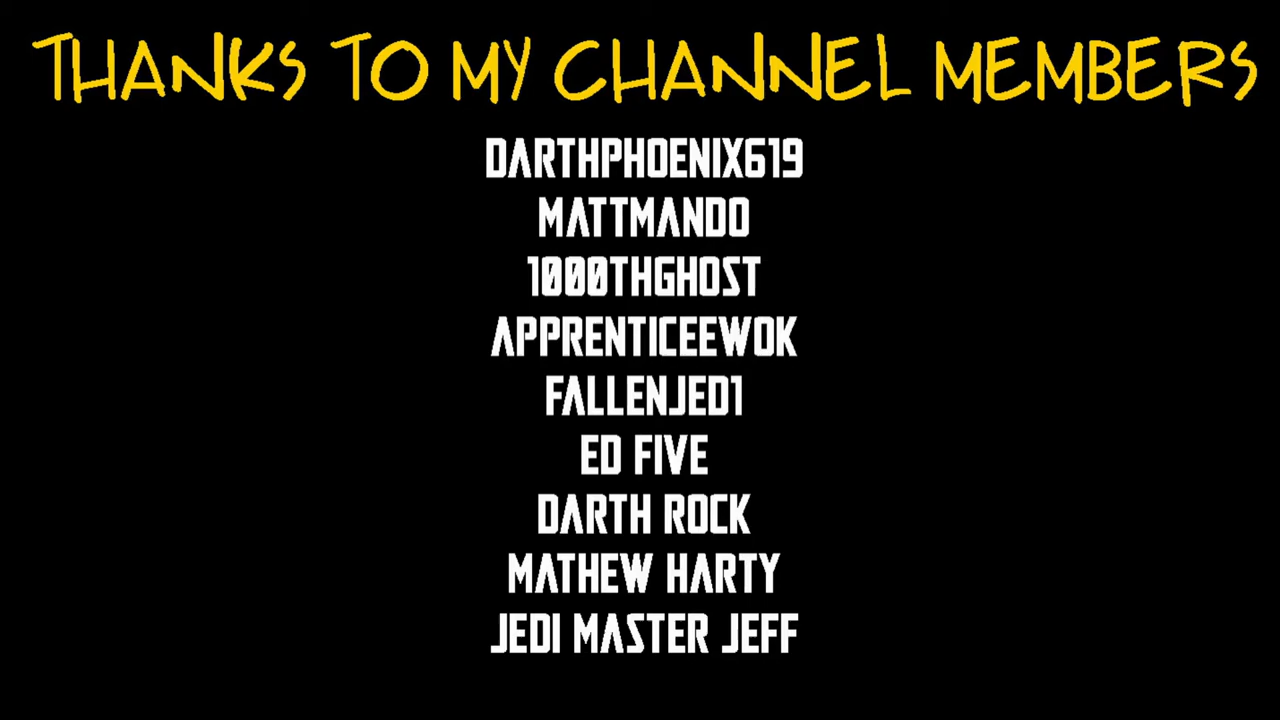 THANKS TO MY CHANNEL MEMBERS
DARTHPHOENIX619
MATTMANDO
1000THGHOST
APPRENTICEEWOK
FALLENJED1
ED FIVE
DARTH ROCK
MATHEW HARTY
JEDI MASTER JEFF